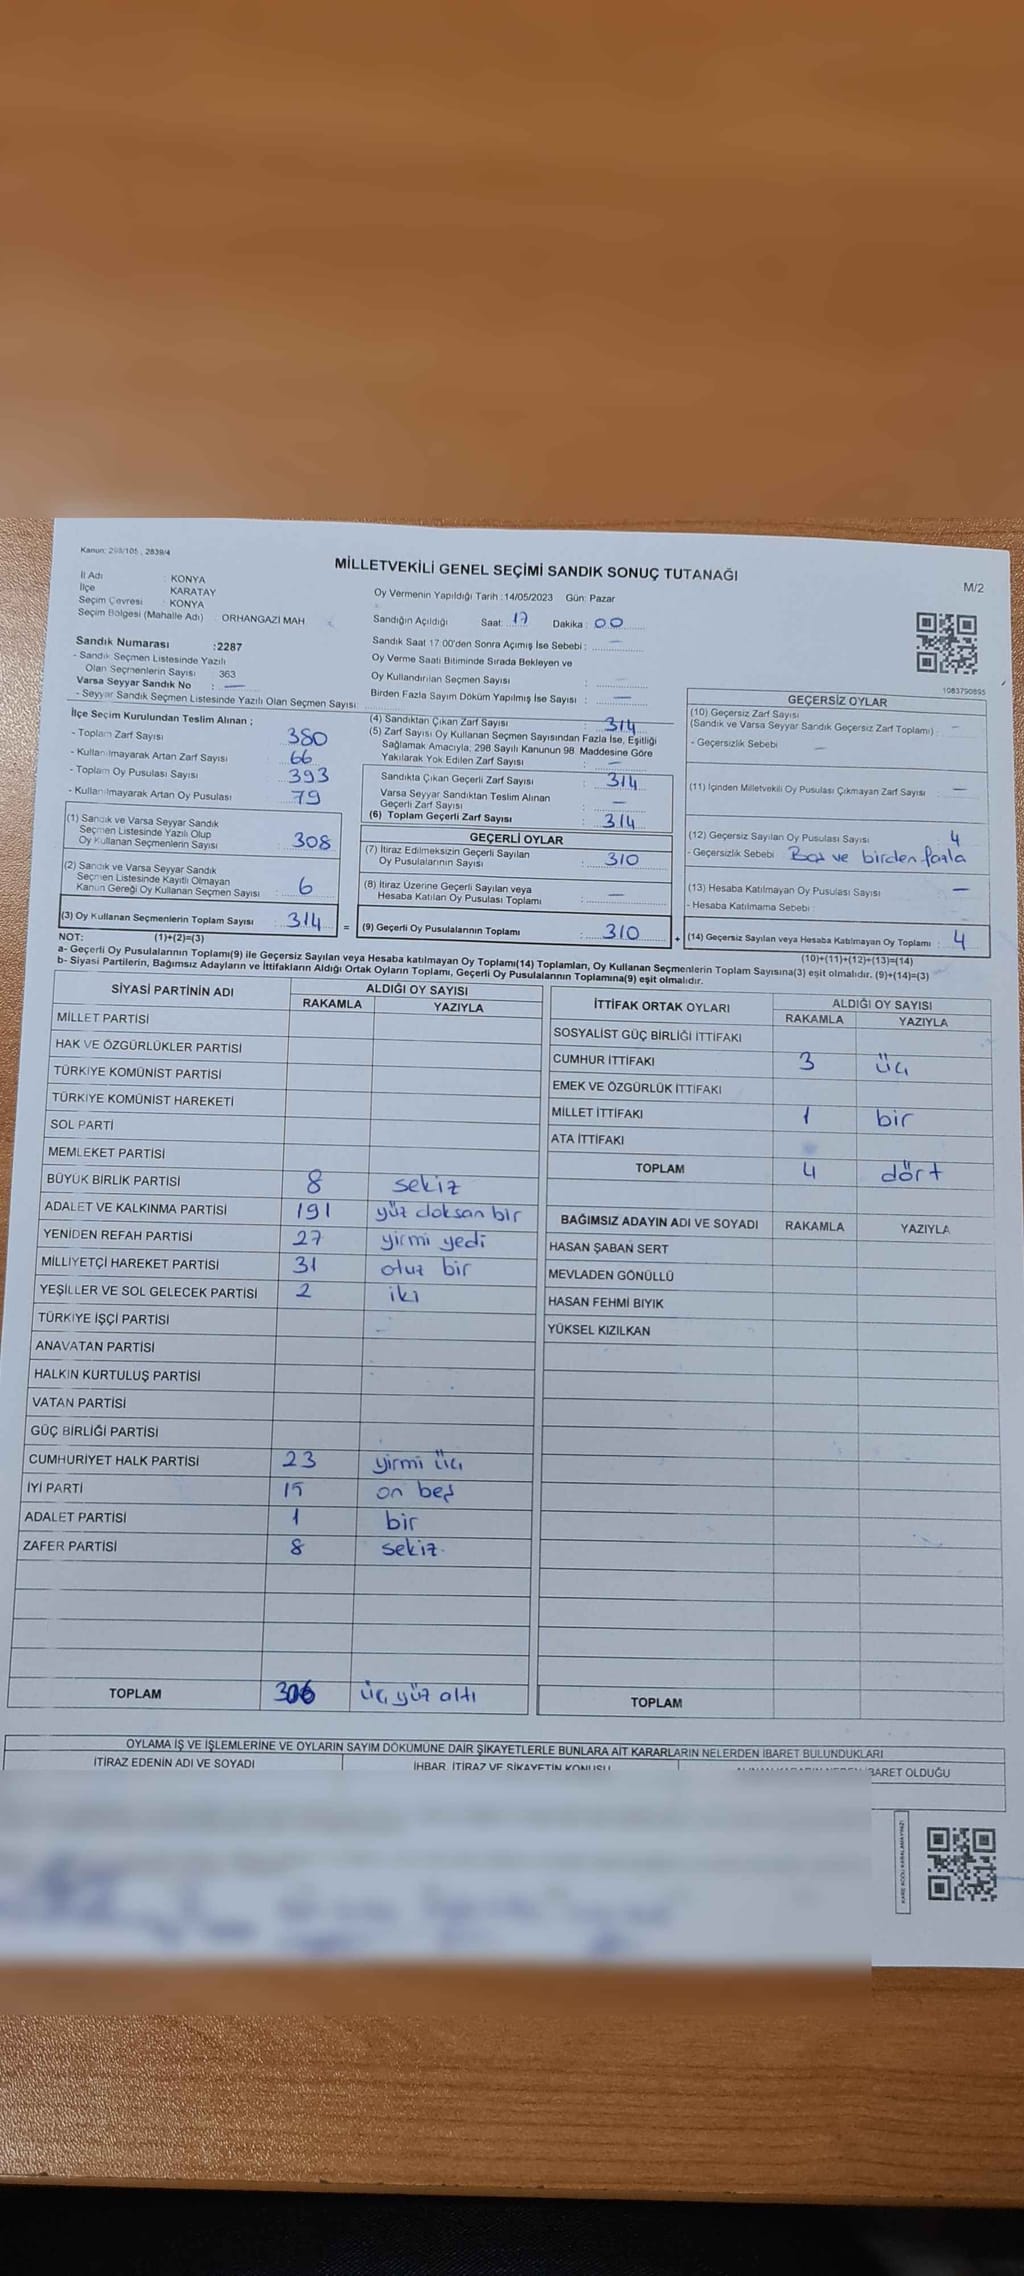 Kanun: 298/105 , 2839/4
MİLLETVEKİLİ GENEL SEÇİMİ SANDIK SONUÇ TUTANAĞI
M/2
İl Adı : KONYA
İlçe : KARATAY
Seçim Çevresi : KONYA
Seçim Bölgesi (Mahalle Adı) : ORHANGAZİ MAH
Oy Vermenin Yapıldığı Tarih :14/05/2023 Gün: Pazar
Sandığın Açıldığı Saat: 17 Dakika : 00
Sandık Saat 17:00'den Sonra Açımış İse Sebebi : —
Oy Verme Saati Bitiminde Sırada Bekleyen ve
Oy Kullandırılan Seçmen Sayısı : —
Birden Fazla Sayım Döküm Yapılmış İse Sayısı : —
Sandık Numarası :2287
- Sandık Seçmen Listesinde Yazılı
Olan Seçmenlerin Sayısı 363
Varsa Seyyar Sandık No : —
- Seyyar Sandık Seçmen Listesinde Yazılı Olan Seçmen Sayısı :
1083790895
İlçe Seçim Kurulundan Teslim Alınan ;
- Toplam Zarf Sayısı : 380
- Kullanılmayarak Artan Zarf Sayısı : 66
- Toplam Oy Pusulası Sayısı : 393
- Kullanılmayarak Artan Oy Pusulası : 79
(1) Sandık ve Varsa Seyyar Sandık
Seçmen Listesinde Yazılı Olup
Oy Kullanan Seçmenlerin Sayısı : 308
(2) Sandık ve Varsa Seyyar Sandık
Seçmen Listesinde Kayıtlı Olmayan
Kanun Gereği Oy Kullanan Seçmen Sayısı : 6
(3) Oy Kullanan Seçmenlerin Toplam Sayısı : 314 =
(1)+(2)=(3)
(4) Sandıktan Çıkan Zarf Sayısı : 314
(5) Zarf Sayısı Oy Kullanan Seçmen Sayısından Fazla İse, Eşitliği
Sağlamak Amacıyla; 298 Sayılı Kanunun 98. Maddesine Göre
Yakılarak Yok Edilen Zarf Sayısı : —
Sandıkta Çıkan Geçerli Zarf Sayısı : 314
Varsa Seyyar Sandıktan Teslim Alınan
Geçerli Zarf Sayısı : —
(6) Toplam Geçerli Zarf Sayısı : 314
GEÇERLİ OYLAR
(7) İtiraz Edilmeksizin Geçerli Sayılan
Oy Pusulalarının Sayısı : 310
(8) İtiraz Üzerine Geçerli Sayılan veya
Hesaba Katılan Oy Pusulası Toplamı : —
(9) Geçerli Oy Pusulalarının Toplamı : 310 +
GEÇERSİZ OYLAR
(10) Geçersiz Zarf Sayısı
(Sandık ve Varsa Seyyar Sandık Geçersiz Zarf Toplamı) : —
- Geçersizlik Sebebi : —
(11) İçinden Milletvekili Oy Pusulası Çıkmayan Zarf Sayısı : —
(12) Geçersiz Sayılan Oy Pusulası Sayısı : 4
- Geçersizlik Sebebi : Boş ve birden fazla
(13) Hesaba Katılmayan Oy Pusulası Sayısı : —
- Hesaba Katılmama Sebebi :
(14) Geçersiz Sayılan veya Hesaba Katılmayan Oy Toplamı : 4
(10)+(11)+(12)+(13)=(14)
NOT:
a- Geçerli Oy Pusulalarının Toplamı(9) ile Geçersiz Sayılan veya Hesaba katılmayan Oy Toplamı(14) Toplamları, Oy Kullanan Seçmenlerin Toplam Sayısına(3) eşit olmalıdır. (9)+(14)=(3)
b- Siyasi Partilerin, Bağımsız Adayların ve İttifakların Aldığı Ortak Oyların Toplamı, Geçerli Oy Pusulalarının Toplamına(9) eşit olmalıdır.
SİYASİ PARTİNİN ADI ALDIĞI OY SAYISI
RAKAMLA YAZIYLA
MİLLET PARTİSİ
HAK VE ÖZGÜRLÜKLER PARTİSİ
TÜRKİYE KOMÜNİST PARTİSİ
TÜRKİYE KOMÜNİST HAREKETİ
SOL PARTİ
MEMLEKET PARTİSİ
BÜYÜK BİRLİK PARTİSİ 8 sekiz
ADALET VE KALKINMA PARTİSİ 191 yüz doksan bir
YENİDEN REFAH PARTİSİ 27 yirmi yedi
MİLLİYETÇİ HAREKET PARTİSİ 31 otuz bir
YEŞİLLER VE SOL GELECEK PARTİSİ 2 iki
TÜRKİYE İŞÇİ PARTİSİ
ANAVATAN PARTİSİ
HALKIN KURTULUŞ PARTİSİ
VATAN PARTİSİ
GÜÇ BİRLİĞİ PARTİSİ
CUMHURİYET HALK PARTİSİ 23 yirmi üç
İYİ PARTİ 15 on beş
ADALET PARTİSİ 1 bir
ZAFER PARTİSİ 8 sekiz
TOPLAM 306 üç yüz altı
İTTİFAK ORTAK OYLARI ALDIĞI OY SAYISI
RAKAMLA YAZIYLA
SOSYALİST GÜÇ BİRLİĞİ İTTİFAKI
CUMHUR İTTİFAKI 3 üç
EMEK VE ÖZGÜRLÜK İTTİFAKI
MİLLET İTTİFAKI 1 bir
ATA İTTİFAKI
TOPLAM 4 dört
BAĞIMSIZ ADAYIN ADI VE SOYADI RAKAMLA YAZIYLA
HASAN ŞABAN SERT
MEVLADEN GÖNÜLLÜ
HASAN FEHMİ BIYIK
YÜKSEL KIZILKAN
TOPLAM
OYLAMA İŞ VE İŞLEMLERİNE VE OYLARIN SAYIM DÖKÜMÜNE DAİR ŞİKAYETLERLE BUNLARA AİT KARARLARIN NELERDEN İBARET BULUNDUKLARI
İTİRAZ EDENİN ADI VE SOYADI
İHBAR, İTİRAZ VE ŞİKAYETİN KONUSU
İBARET OLDUĞU